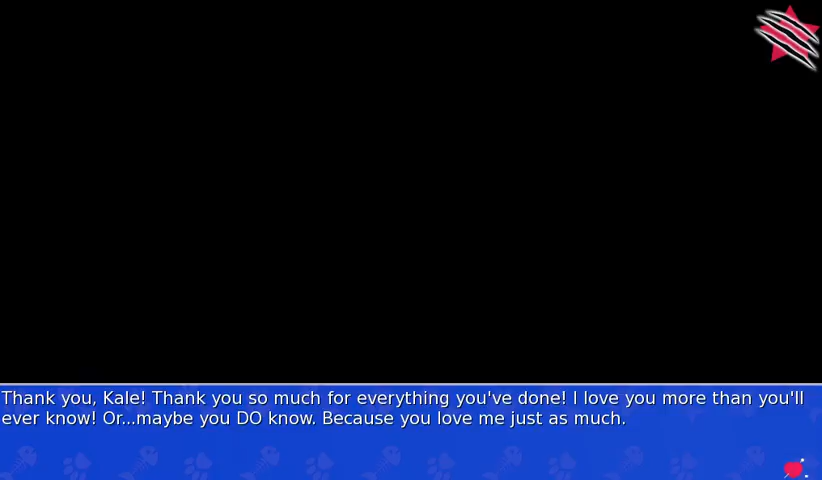 Thank you, Kale! Thank you so much for everything you've done! I love you more than you'll
ever know! Or...maybe you DO know. Because you love me just as much.